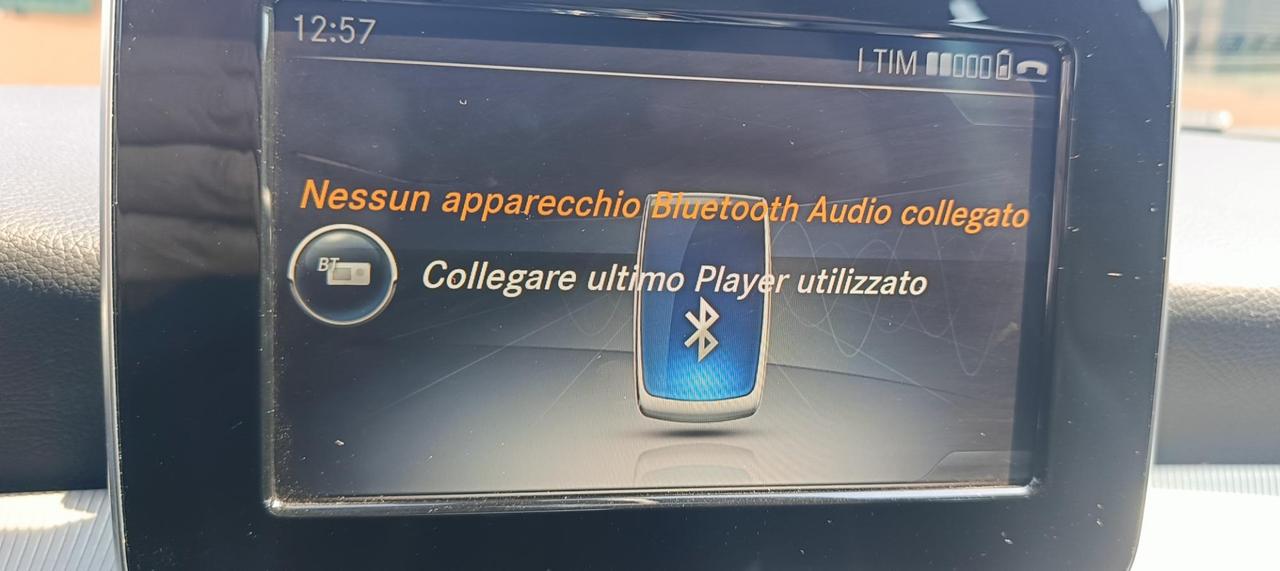 12:57
I TIM
Nessun apparecchio Bluetooth Audio collegato
BT
Collegare ultimo Player utilizzato